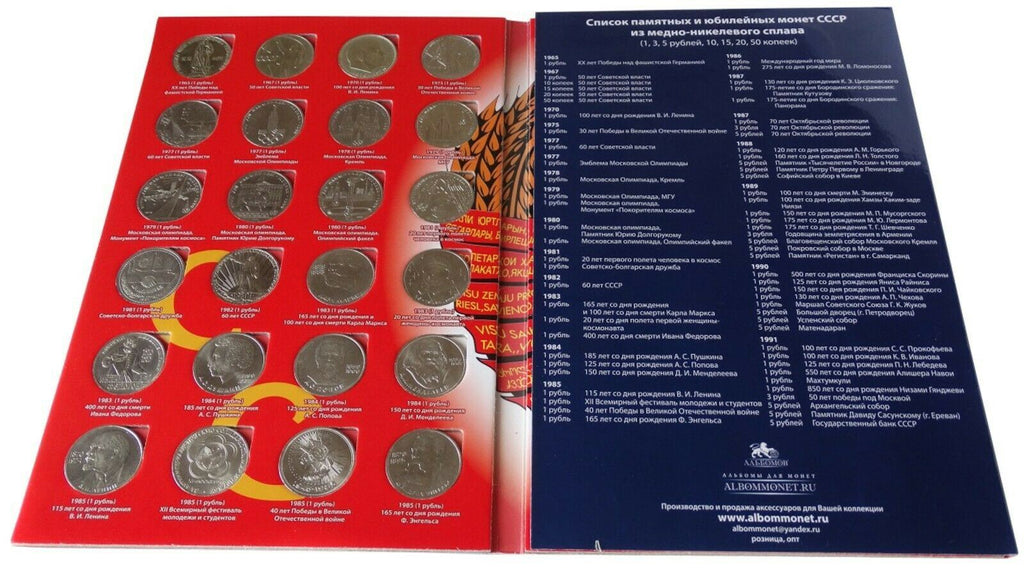 1965 (1 рубль)
XX лет Победы над
фашистской Германией
1967 (1 рубль)
50 лет Советской власти
1970 (1 рубль)
100 лет со дня рождения
В. И. Ленина
1975 (1 рубль)
30 лет Победы в Великой
Отечественной войне
1977 (1 рубль)
60 лет Советской власти
1977 (1 рубль)
Эмблема
Московской Олимпиады
1978 (1 рубль)
Московская Олимпиада,
Кремль
Московская Олимпиада,
МГУ
1979 (1 рубль)
Московская олимпиада,
Монумент «Покорителям космоса»
1980 (1 рубль)
Московская олимпиада,
Памятник Юрию Долгорукому
1980 (1 рубль)
Московская олимпиада,
Олимпийский факел
1981 (1 рубль)
20 лет первого полета
человека в космос
1981 (1 рубль)
Советско-болгарская дружба
1982 (1 рубль)
60 лет СССР
1983 (1 рубль)
165 лет со дня рождения и
100 лет со дня смерти Карла Маркса
1983 (1 рубль)
20 лет со дня полета первой
женщины-космонавта
1983 (1 рубль)
400 лет со дня смерти
Ивана Федорова
1984 (1 рубль)
185 лет со дня рождения
А. С. Пушкина
1984 (1 рубль)
125 лет со дня рождения
А. С. Попова
1984 (1 рубль)
150 лет со дня рождения
Д. И. Менделеева
1985 (1 рубль)
115 лет со дня рождения
В. И. Ленина
1985 (1 рубль)
XII Всемирный фестиваль
молодежи и студентов
1985 (1 рубль)
40 лет Победы в Великой
Отечественной войне
1985 (1 рубль)
165 лет со дня рождения
Ф. Энгельса
Список памятных и юбилейных монет СССР
из медно-никелевого сплава
(1, 3, 5 рублей, 10, 15, 20, 50 копеек)
1965
1 рубль XX лет Победы над фашистской Германией
1967
1 рубль 50 лет Советской власти
10 копеек 50 лет Советской власти
15 копеек 50 лет Советской власти
20 копеек 50 лет Советской власти
50 копеек 50 лет Советской власти
1970
1 рубль 100 лет со дня рождения В. И. Ленина
1975
1 рубль 30 лет Победы в Великой Отечественной войне
1977
1 рубль 60 лет Советской власти
1977
1 рубль Эмблема Московской Олимпиады
1978
1 рубль Московская Олимпиада, Кремль
1979
1 рубль Московская Олимпиада, МГУ
1 рубль Московская олимпиада,
Монумент «Покорителям космоса»
1980
1 рубль Московская олимпиада,
Памятник Юрию Долгорукому
1 рубль Московская Олимпиада, Олимпийский факел
1981
1 рубль 20 лет первого полета человека в космос
1 рубль Советско-болгарская дружба
1982
1 рубль 60 лет СССР
1983
1 рубль 165 лет со дня рождения
и 100 лет со дня смерти Карла Маркса
1 рубль 20 лет со дня полета первой женщины-
космонавта
1 рубль 400 лет со дня смерти Ивана Федорова
1984
1 рубль 185 лет со дня рождения А. С. Пушкина
1 рубль 125 лет со дня рождения А. С. Попова
1 рубль 150 лет со дня рождения Д. И. Менделеева
1985
1 рубль 115 лет со дня рождения В. И. Ленина
1 рубль XII Всемирный фестиваль молодежи и студентов
1 рубль 40 лет Победы в Великой Отечественной войне
1 рубль 165 лет со дня рождения Ф. Энгельса
1986
1 рубль Международный год мира
1 рубль 275 лет со дня рождения М. В. Ломоносова
1987
1 рубль 130 лет со дня рождения К. Э. Циолковского
1 рубль 175-летие со дня Бородинского сражения:
Памятник Кутузову
1 рубль 175-летие со дня Бородинского сражения:
Панорама
1987
1 рубль 70 лет Октябрьской революции
3 рубля 70 лет Октябрьской революции
5 рублей 70 лет Октябрьской революции
1988
1 рубль 120 лет со дня рождения А. М. Горького
1 рубль 160 лет со дня рождения Л. Н. Толстого
5 рублей Памятник «Тысячелетие России» в Новгороде
5 рублей Памятник Петру Первому в Ленинграде
5 рублей Софийский собор в Киеве
1989
1 рубль 100 лет со дня смерти М. Эминеску
1 рубль 100 лет со дня рождения Хамзы Хаким-заде
Ниязи
1 рубль 150 лет со дня рождения М. П. Мусоргского
1 рубль 175 лет со дня рождения М. Ю. Лермонтова
1 рубль 175 лет со дня рождения Т. Г. Шевченко
3 рубля Годовщина землетрясения в Армении
5 рублей Благовещенский собор Московского Кремля
5 рублей Покровский собор в Москве
5 рублей Памятник «Регистан» в г. Самарканд
1990
1 рубль 500 лет со дня рождения Франциска Скорины
1 рубль 125 лет со дня рождения Яниса Райниса
1 рубль 150 лет со дня рождения П. И. Чайковского
1 рубль 130 лет со дня рождения А. П. Чехова
1 рубль Маршал Советского Союза Г. К. Жуков
5 рублей Большой дворец (г. Петродворец)
5 рублей Успенский собор
5 рублей Матенадаран
1991
1 рубль 100 лет со дня рождения С. С. Прокофьева
1 рубль 100 лет со дня рождения К. В. Иванова
1 рубль 125 лет со дня рождения П. Н. Лебедева
1 рубль 550 лет со дня рождения Алишера Навои
1 рубль Махтумкули
1 рубль 850 лет со дня рождения Низами Гянджеви
3 рубля 50 лет победы под Москвой
5 рублей Архангельский собор
5 рублей Памятник Давиду Сасунскому (г. Ереван)
5 рублей Государственный банк СССР
АЛЬБОМОВ
АЛЬБОМЫ ДЛЯ МОНЕТ
ALBOMMONET.RU
Производство и продажа аксессуаров для Вашей коллекции
www.albommonet.ru
albommonet@yandex.ru
розница, опт